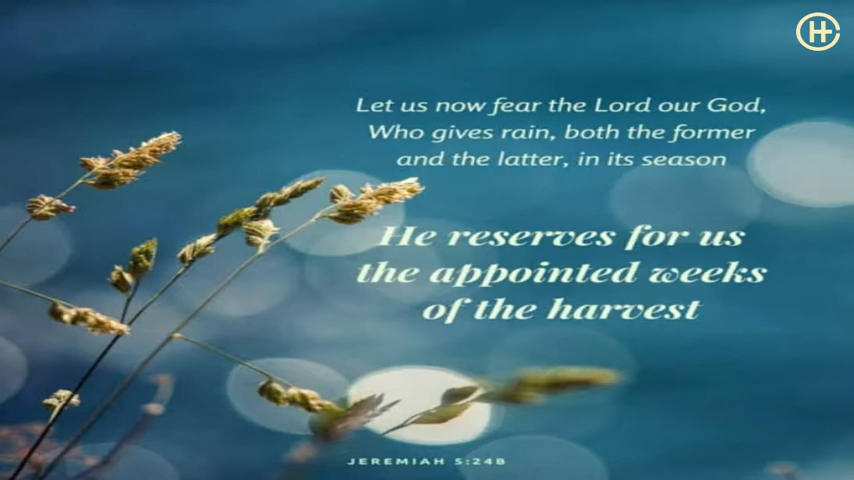 CH
Let us now fear the Lord our God,
Who gives rain, both the former
and the latter, in its season
He reserves for us
the appointed weeks
of the harvest
JEREMIAH 5:24B